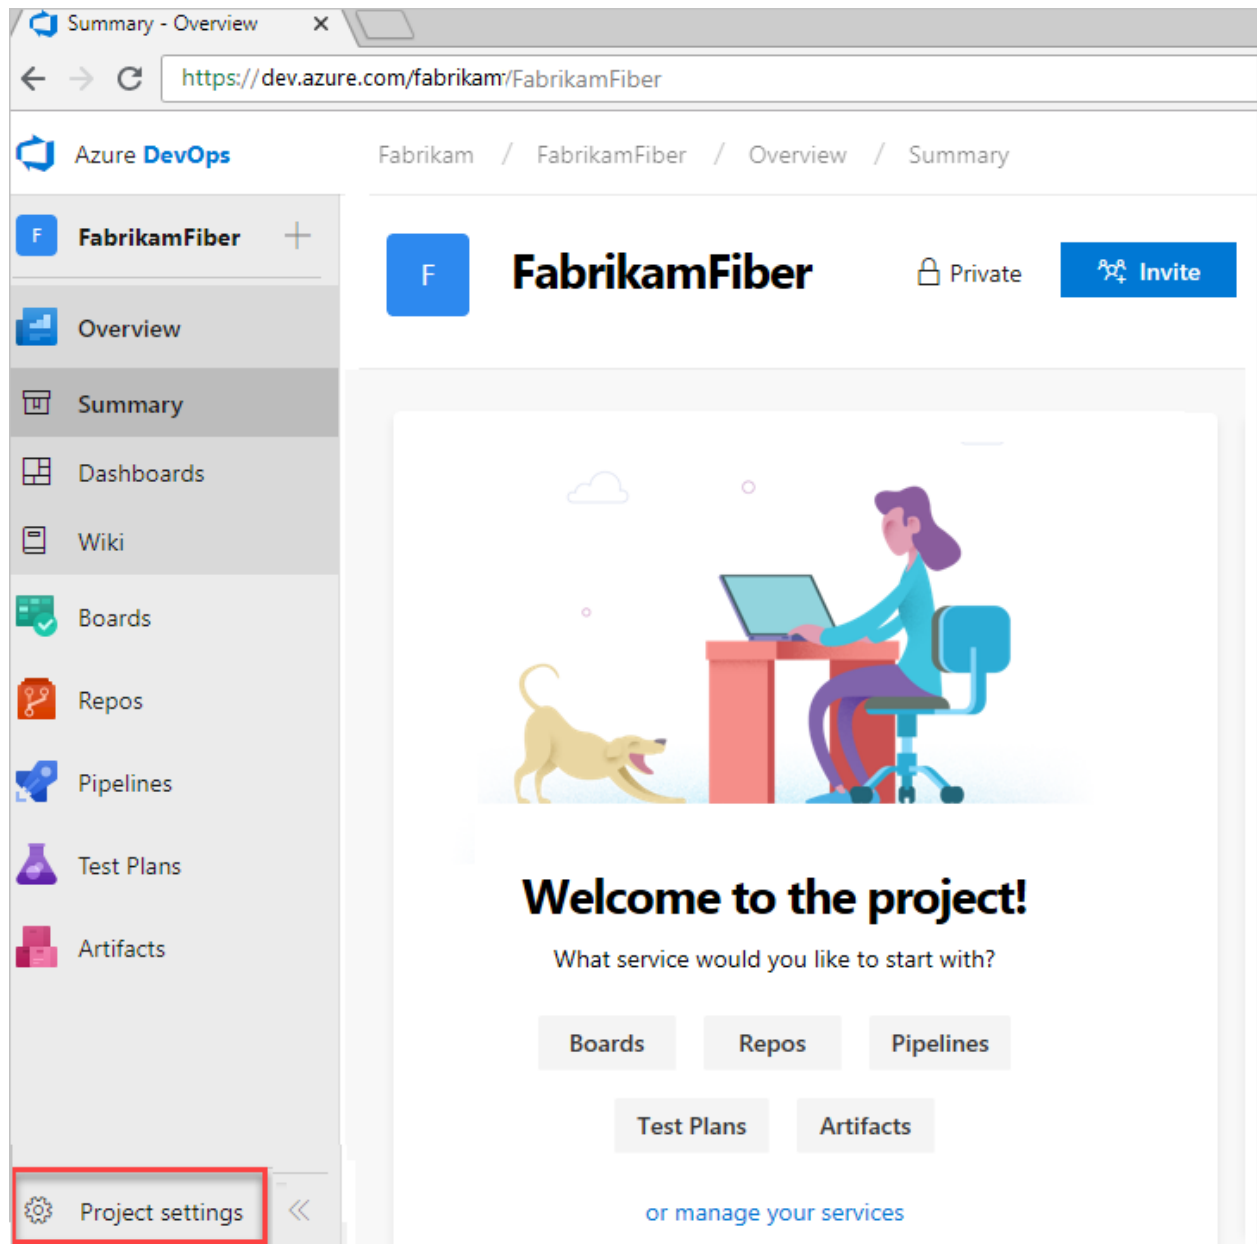 Summary - Overview
https://dev.azure.com/fabrikam/FabrikamFiber
Azure DevOps
Fabrikam / FabrikamFiber / Overview / Summary
F FabrikamFiber
F FabrikamFiber Private Invite
Overview
Summary
Dashboards
Wiki
Boards
Repos
Pipelines
Test Plans
Artifacts
Welcome to the project!
What service would you like to start with?
Boards Repos Pipelines
Test Plans Artifacts
or manage your services
Project settings